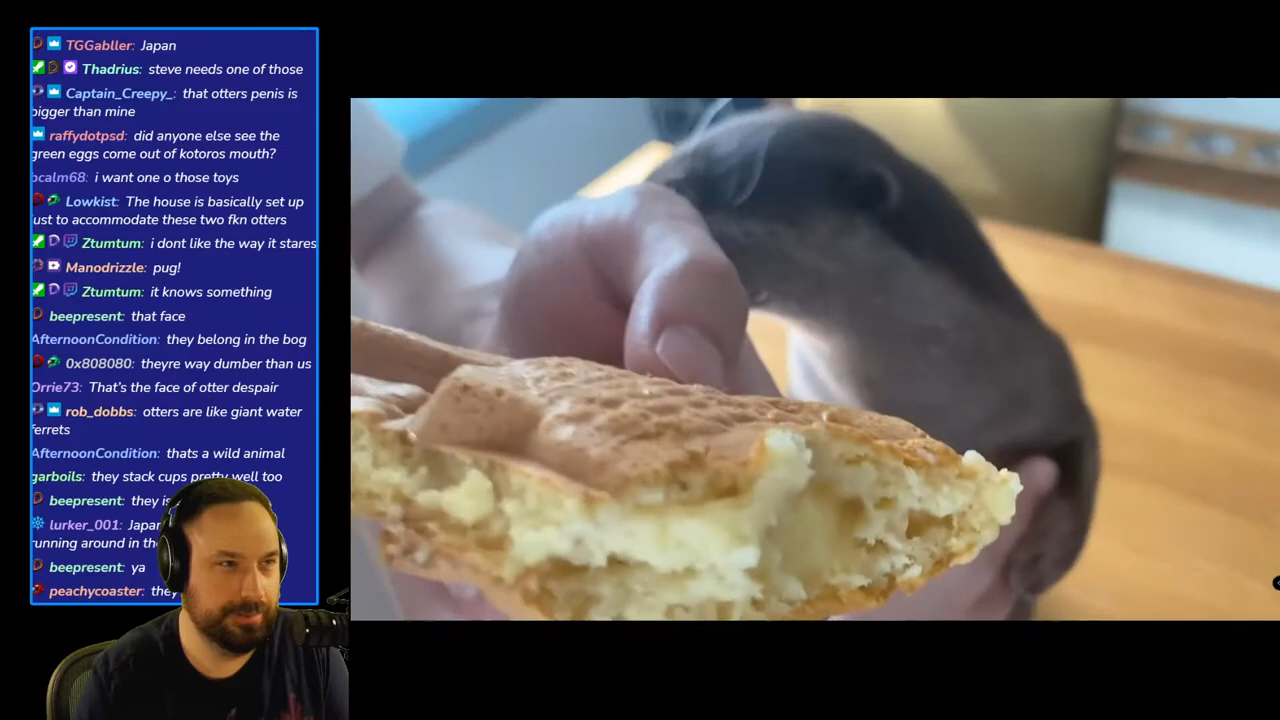 TGGabller: Japan
Thadrius: steve needs one of those
Captain_Creepy_: that otters penis is
bigger than mine
raffydotpsd: did anyone else see the
green eggs come out of kotoros mouth?
ocalm68: i want one o those toys
Lowkist: The house is basically set up
ust to accommodate these two fkn otters
Ztumtum: i dont like the way it stares
Manodrizzle: pug!
Ztumtum: it knows something
beepresent: that face
AfternoonCondition: they belong in the bog
0x808080: theyre way dumber than us
Orrie73: That's the face of otter despair
rob_dobbs: otters are like giant water
ferrets
AfternoonCondition: thats a wild animal
garboils: they stack cups pretty well too
beepresent: they is
lurker_001: Japan
running around in the
beepresent: ya
peachycoaster: they